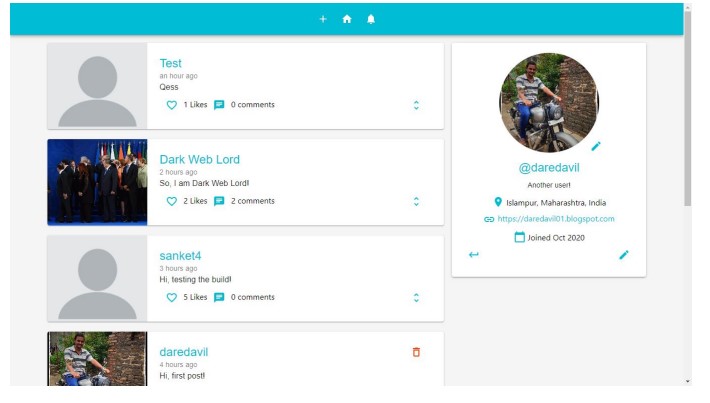 Test
an hour ago
Qess
1 Likes 0 comments
Dark Web Lord
2 hours ago
So, I am Dark Web Lord!
2 Likes 2 comments
sanket4
3 hours ago
Hi, testing the build!
5 Likes 0 comments
daredavil
4 hours ago
Hi, first post!
@daredavil
Another user!
Islampur, Maharashtra, India
https://daredavil01.blogspot.com
Joined Oct 2020